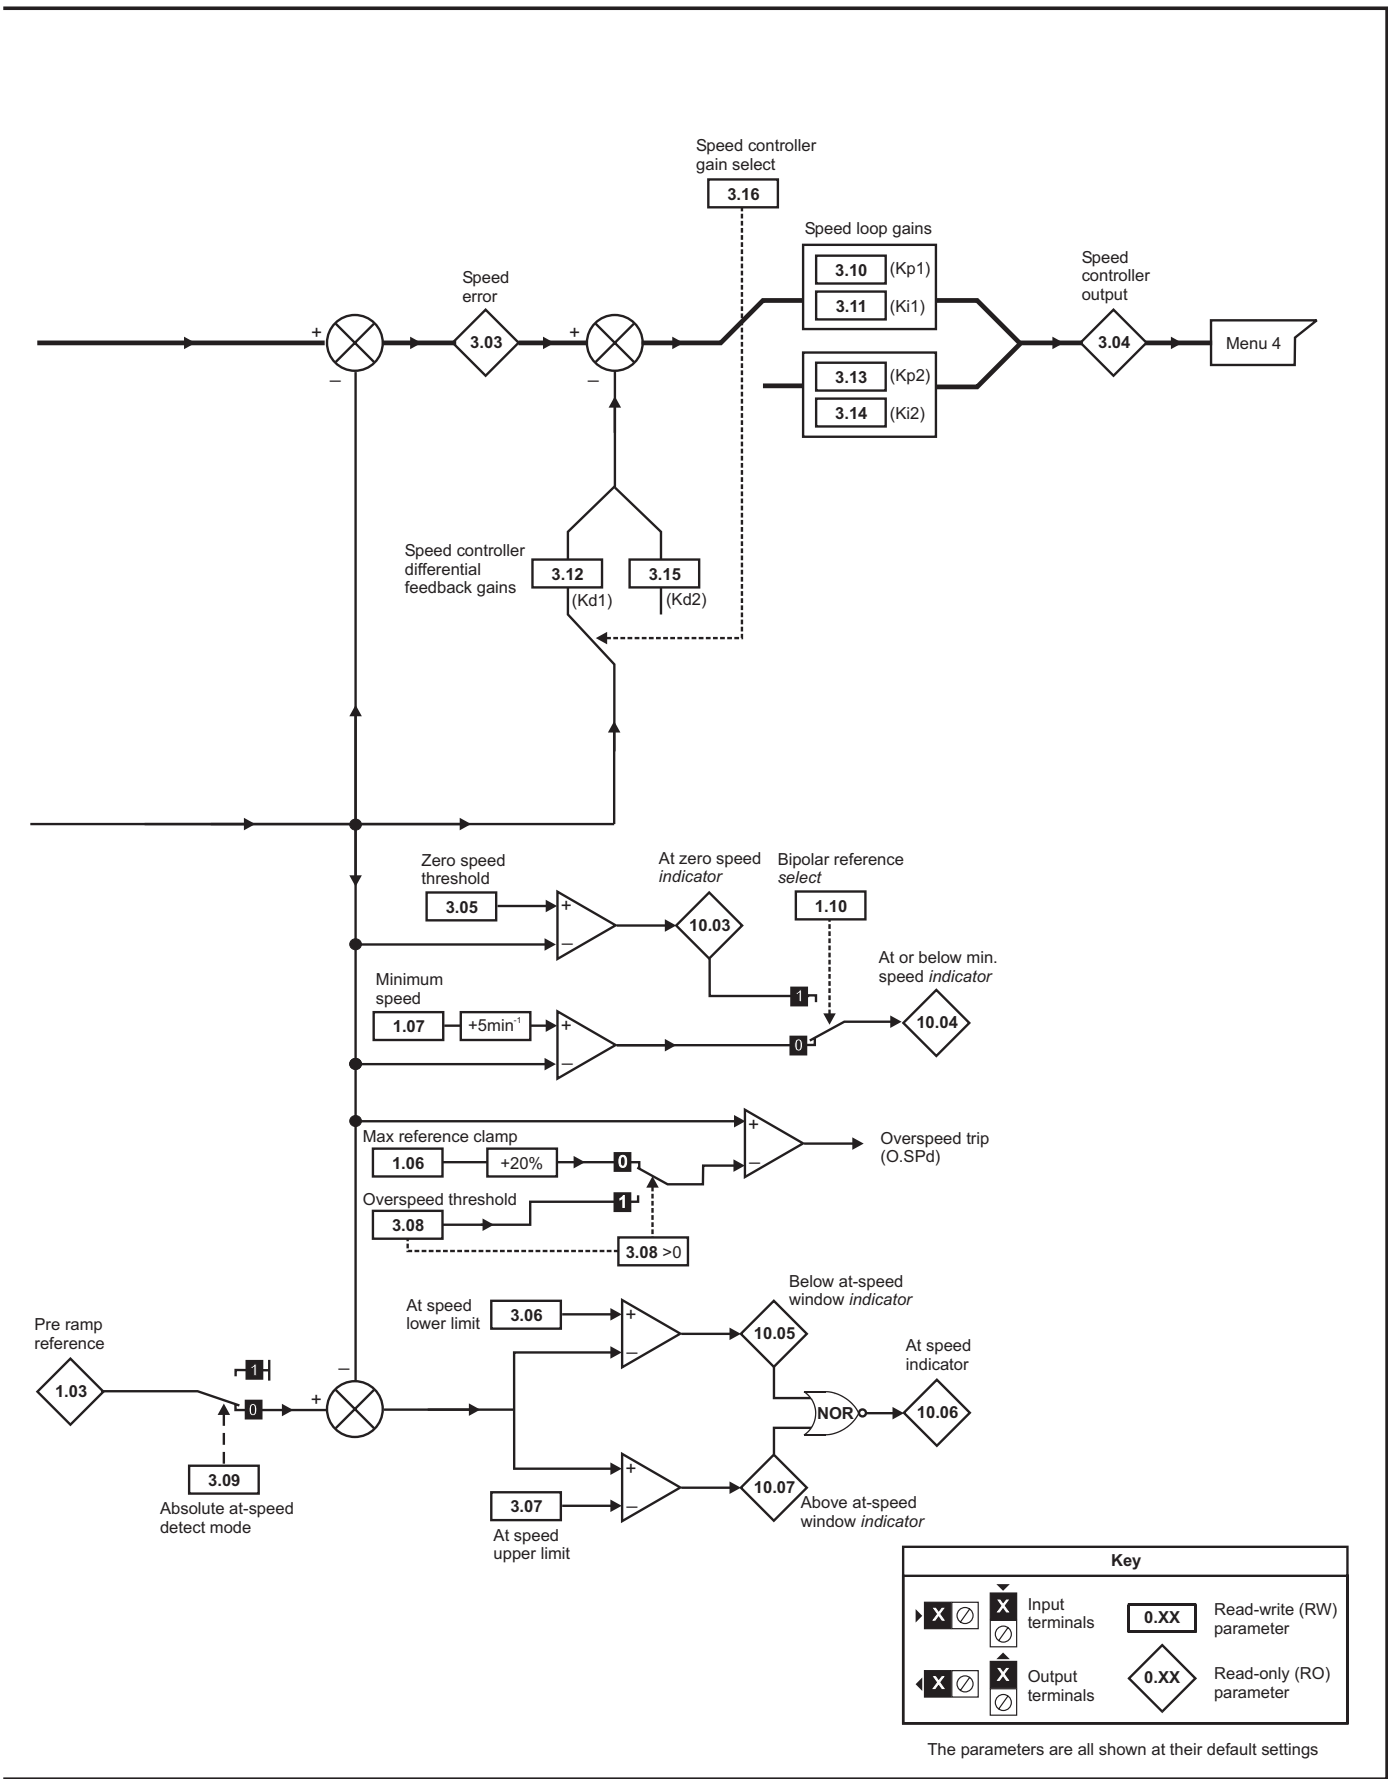 Speed controller
gain select
3.16
Speed loop gains
3.10 (Kp1)
3.11 (Ki1)
3.13 (Kp2)
3.14 (Ki2)
Speed
error
3.03
Speed
controller
output
3.04
Menu 4
+
–
+
–
Speed controller
differential
feedback gains
3.12
(Kd1)
3.15
(Kd2)
Zero speed
threshold
3.05
+
–
At zero speed
indicator
10.03
Bipolar reference
select
1.10
Minimum
speed
1.07
+5min-1
+
–
1
0
At or below min.
speed indicator
10.04
Max reference clamp
1.06
+20%
0
Overspeed threshold
3.08
1
3.08 >0
+
–
Overspeed trip
(O.SPd)
Pre ramp
reference
1.03
1
0
3.09
Absolute at-speed
detect mode
+
–
At speed
lower limit
3.06
+
–
Below at-speed
window indicator
10.05
NOR
At speed
indicator
10.06
3.07
At speed
upper limit
+
–
10.07
Above at-speed
window indicator
Key
X
X
Input
terminals
0.XX
Read-write (RW)
parameter
X
X
Output
terminals
0.XX
Read-only (RO)
parameter
The parameters are all shown at their default settings